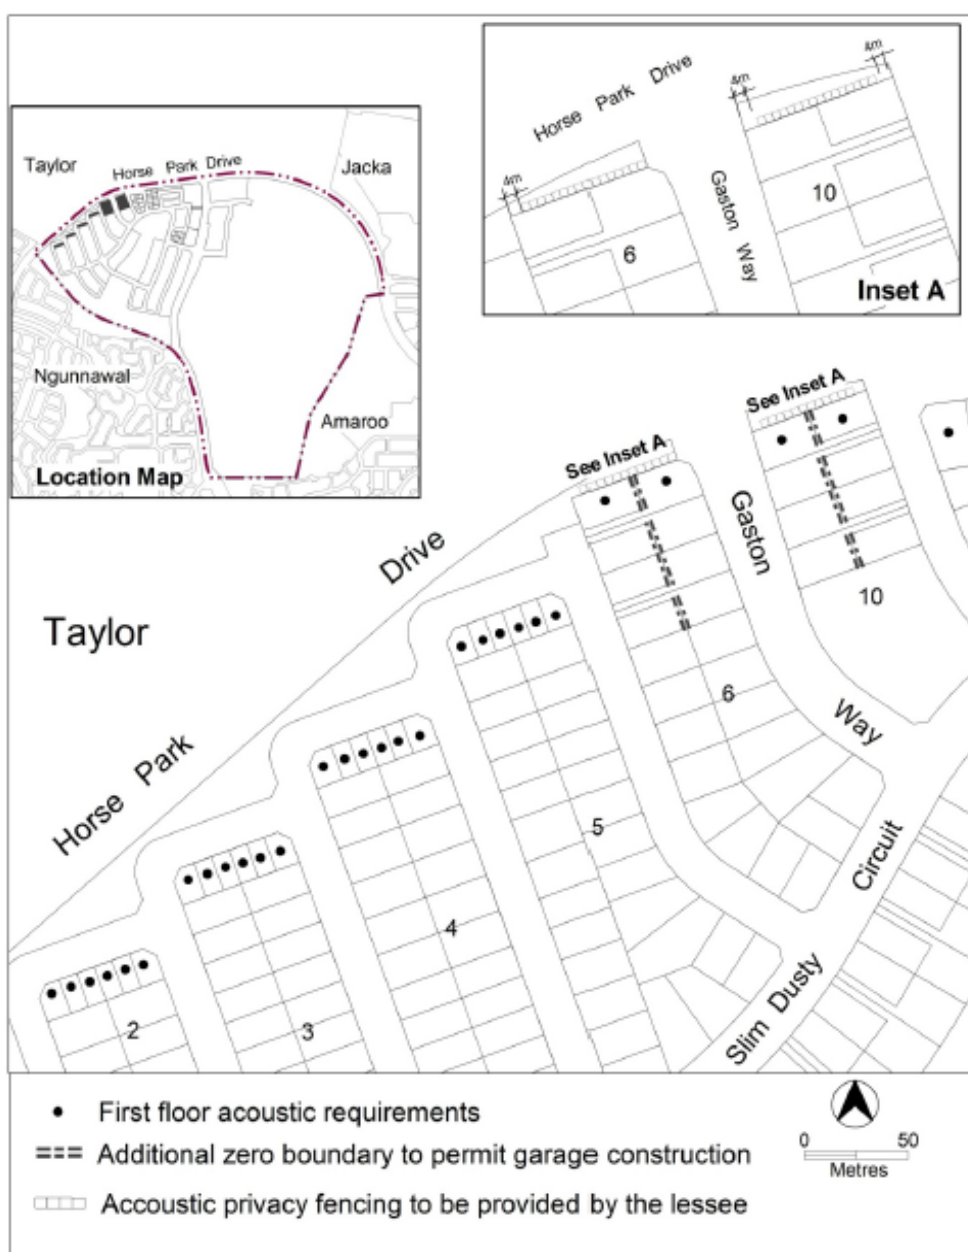 4m
4m
4m
Horse Park Drive
Gaston Way
10
6
Inset A
Taylor
Horse Park Drive
Jacka
Ngunnawal
Amaroo
Location Map
See Inset A
See Inset A
Gaston
Way
10
Horse Park Drive
Taylor
6
5
4
3
2
Slim Dusty Circuit
First floor acoustic requirements
Additional zero boundary to permit garage construction
Accoustic privacy fencing to be provided by the lessee
0 50
Metres